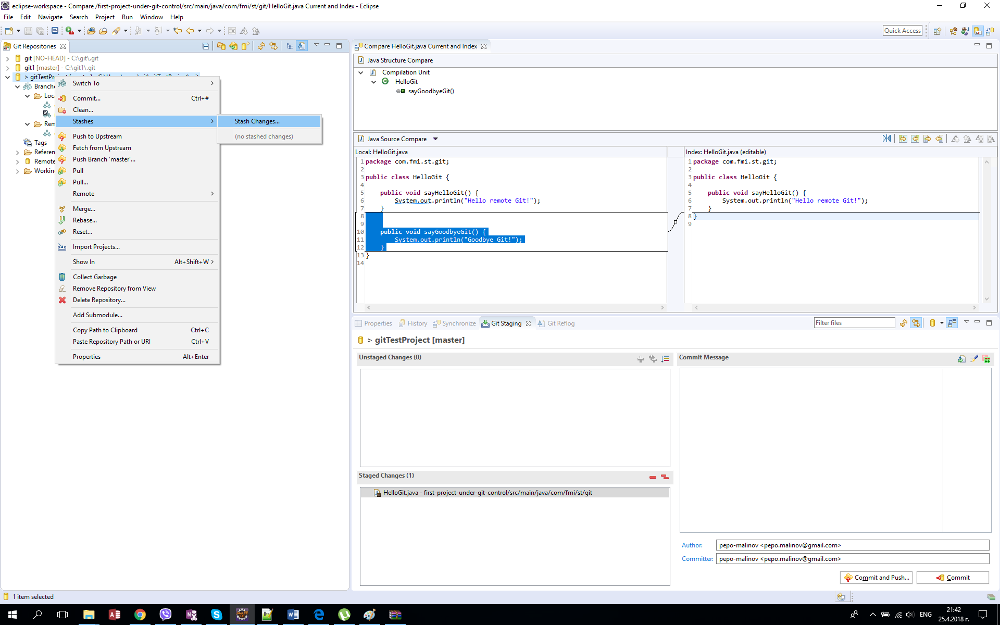 eclipse-workspace - Compare /first-project-under-git-control/src/main/java/com/fmi/st/git/HelloGit.java Current and Index - Eclipse
File Edit Navigate Search Project Run Window Help
Quick Access
Git Repositories
git [NO-HEAD] - C:\git\.git
git1 [master] - C:\git1\.git
> gitTestPr
Branche
Loca
Rem
Tags
Referen
Remote
Workin
Switch To
Commit... Ctrl+#
Clean...
Stashes
Push to Upstream
Fetch from Upstream
Push Branch 'master'...
Pull
Pull...
Remote
Merge...
Rebase...
Reset...
Import Projects...
Show In Alt+Shift+W
Collect Garbage
Remove Repository from View
Delete Repository...
Add Submodule...
Copy Path to Clipboard Ctrl+C
Paste Repository Path or URI Ctrl+V
Properties Alt+Enter
Stash Changes...
(no stashed changes)
Compare HelloGit.java Current and Index
Java Structure Compare
Compilation Unit
HelloGit
sayGoodbyeGit()
Java Source Compare
Local: HelloGit.java
1 package com.fmi.st.git;
2
3 public class HelloGit {
4
5 public void sayHelloGit() {
6 System.out.println("Hello remote Git!");
7 }
8
9
10 public void sayGoodbyeGit() {
11 System.out.println("Goodbye Git!");
12 }
13 }
14
Index: HelloGit.java (editable)
1 package com.fmi.st.git;
2
3 public class HelloGit {
4
5 public void sayHelloGit() {
6 System.out.println("Hello remote Git!");
7 }
8 }
9
Properties History Synchronize Git Staging Git Reflog
Filter files
> gitTestProject [master]
Unstaged Changes (0)
Staged Changes (1)
HelloGit.java - first-project-under-git-control/src/main/java/com/fmi/st/git
Commit Message
Author: pepo-malinov <pepo.malinov@gmail.com>
Committer: pepo-malinov <pepo.malinov@gmail.com>
Commit and Push... Commit
1 item selected
ENG
21:42
25.4.2018 г.